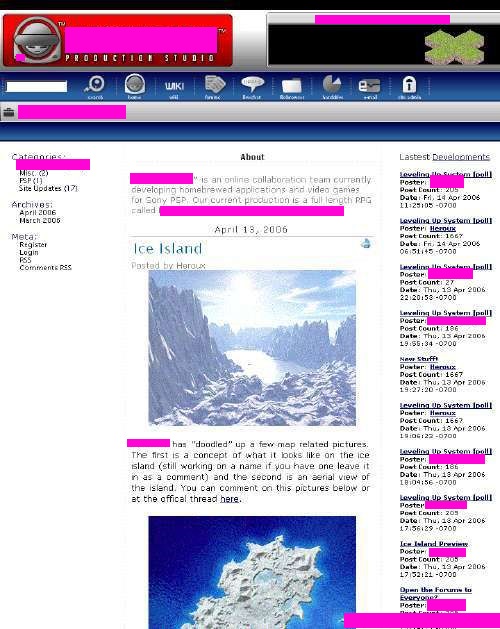 TM
TM
PRODUCTION STUDIO
search
home
WIKI
wiki
forums
livechat
e-mail
site admin
Categories:
Misc. (2)
PSP (1)
Site Updates (17)
Archives:
April 2006
March 2006
Meta:
Register
Login
RSS
Comments RSS
About
" is an online collaboration team currently
developing homebrewed applications and video games
for Sony PSP. Our current production is a full length RPG
called
April 13, 2006
Ice Island
Posted by Heroux
has "doodled" up a few map related pictures.
The first is a concept of what it looks like on the ice
island (still working on a name if you have one leave it
in as a comment) and the second is an aerial view of
the island. You can comment on this pictures below or
at the offical thread here.
Lastest Developments
Leveling Up System [poll]
Poster:
Post Count: 205
Date: Fri, 14 Apr 2006
11:25:05 -0700
Leveling Up System [poll]
Poster: Heroux
Post Count: 1667
Date: Fri, 14 Apr 2006
06:51:45 -0700
Leveling Up System [poll]
Poster:
Post Count: 27
Date: Thu, 13 Apr 2006
22:20:53 -0700
Leveling Up System [poll]
Poster:
Post Count: 186
Date: Thu, 13 Apr 2006
19:55:34 -0700
New Stuff!
Poster: Heroux
Post Count: 1667
Date: Thu, 13 Apr 2006
19:27:20 -0700
Leveling Up System [poll]
Poster: Heroux
Post Count: 1667
Date: Thu, 13 Apr 2006
19:06:23 -0700
Leveling Up System [poll]
Poster:
Post Count: 186
Date: Thu, 13 Apr 2006
18:04:56 -0700
Leveling Up System [poll]
Poster:
Post Count: 205
Date: Thu, 13 Apr 2006
17:56:29 -0700
Ice Island Preview
Poster:
Post Count: 205
Date: Thu, 13 Apr 2006
17:52:21 -0700
Open the Forums to
Everyone?
Poster:
Post Count: